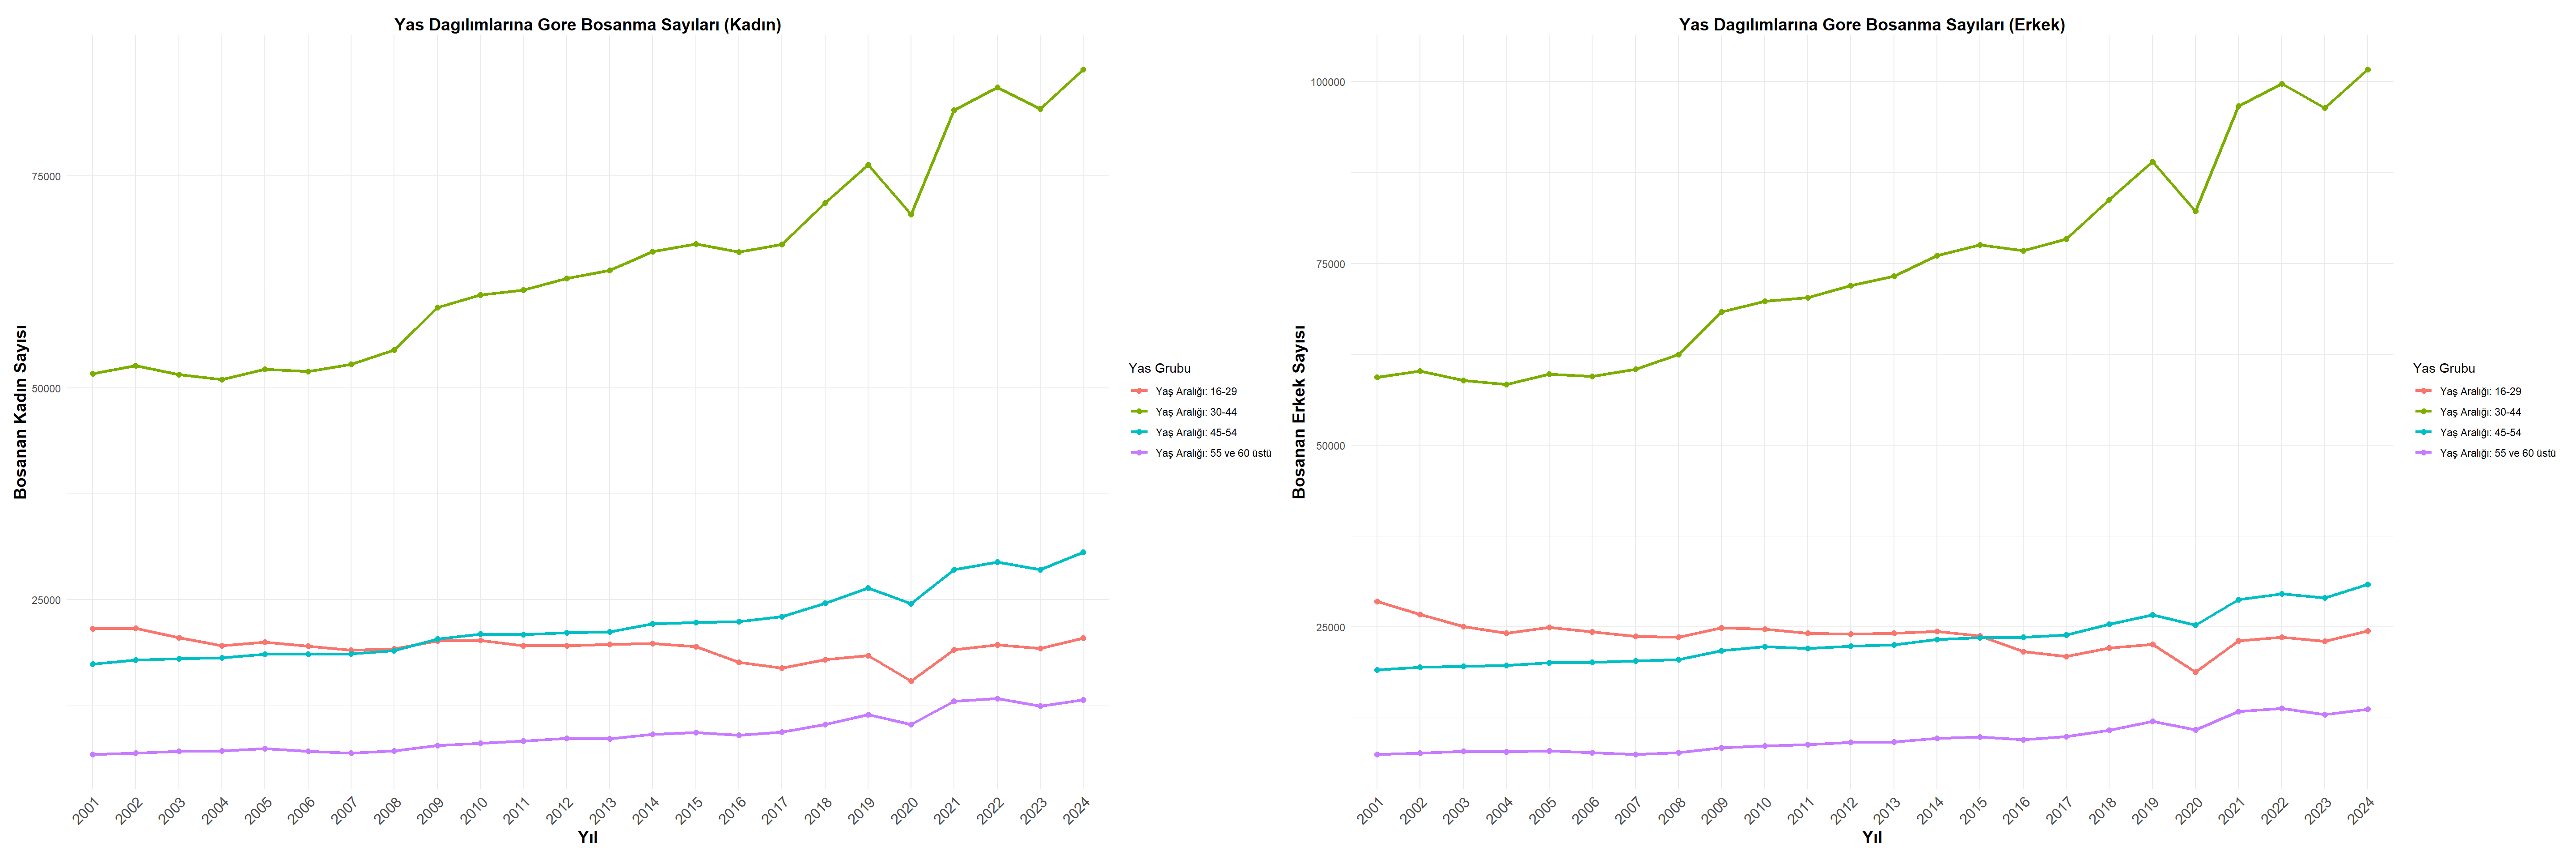 Yas Dagılımlarına Gore Bosanma Sayıları (Kadın)
Bosanan Kadın Sayısı
75000
50000
25000
2001 2002 2003 2004 2005 2006 2007 2008 2009 2010 2011 2012 2013 2014 2015 2016 2017 2018 2019 2020 2021 2022 2023 2024
Yıl
Yas Grubu
Yaş Aralığı: 16-29
Yaş Aralığı: 30-44
Yaş Aralığı: 45-54
Yaş Aralığı: 55 ve 60 üstü
Yas Dagılımlarına Gore Bosanma Sayıları (Erkek)
Bosanan Erkek Sayısı
100000
75000
50000
25000
2001 2002 2003 2004 2005 2006 2007 2008 2009 2010 2011 2012 2013 2014 2015 2016 2017 2018 2019 2020 2021 2022 2023 2024
Yıl
Yas Grubu
Yaş Aralığı: 16-29
Yaş Aralığı: 30-44
Yaş Aralığı: 45-54
Yaş Aralığı: 55 ve 60 üstü